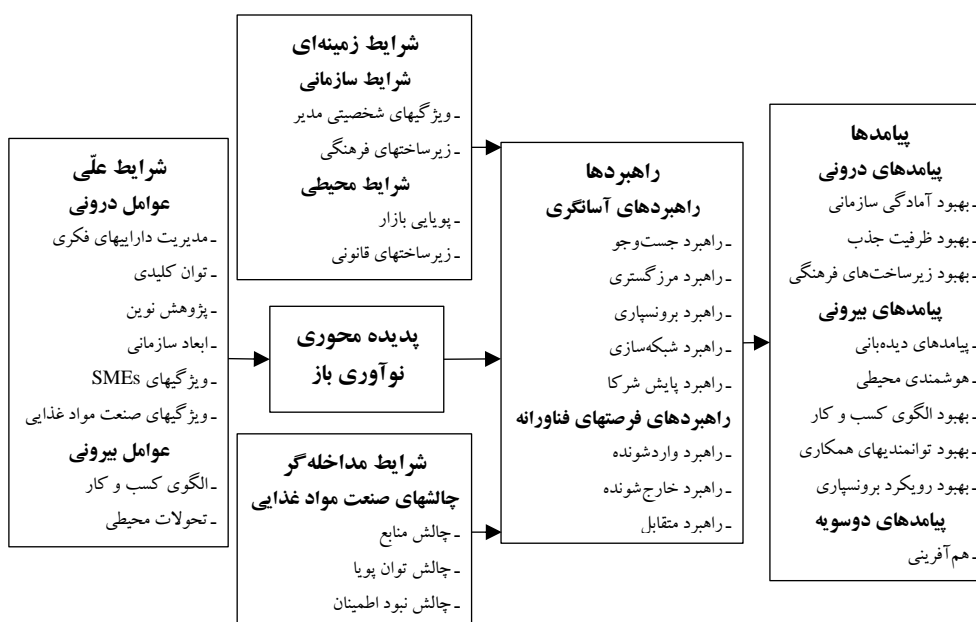 شرایط علّی
عوامل درونی
ـ مدیریت داراییهای فکری
ـ توان کلیدی
ـ پژوهش نوین
ـ ابعاد سازمانی
ـ ویژگیهای SMEs
ـ ویژگیهای صنعت مواد غذایی
عوامل بیرونی
ـ الگوی کسب و کار
ـ تحولات محیطی
شرایط زمینه‌ای
شرایط سازمانی
ـ ویژگیهای شخصیتی مدیر
ـ زیرساختهای فرهنگی
شرایط محیطی
ـ پویایی بازار
ـ زیرساختهای قانونی
پدیده محوری
نوآوری باز
شرایط مداخله‌گر
چالشهای صنعت مواد غذایی
ـ چالش منابع
ـ چالش توان پویا
ـ چالش نبود اطمینان
راهبردها
راهبردهای آسانگری
ـ راهبرد جست‌وجو
ـ راهبرد مرزگستری
ـ راهبرد برونسپاری
ـ راهبرد شبکه‌سازی
ـ راهبرد پایش شرکا
راهبردهای فرصتهای فناورانه
ـ راهبرد واردشونده
ـ راهبرد خارج‌شونده
ـ راهبرد متقابل
پیامدها
پیامدهای درونی
ـ بهبود آمادگی سازمانی
ـ بهبود ظرفیت جذب
ـ بهبود زیرساخت‌های فرهنگی
پیامدهای بیرونی
ـ پیامدهای دیده‌بانی
ـ هوشمندی محیطی
ـ بهبود الگوی کسب و کار
ـ بهبود توانمندیهای همکاری
ـ بهبود رویکرد برونسپاری
پیامدهای دوسویه
ـ هم‌آفرینی